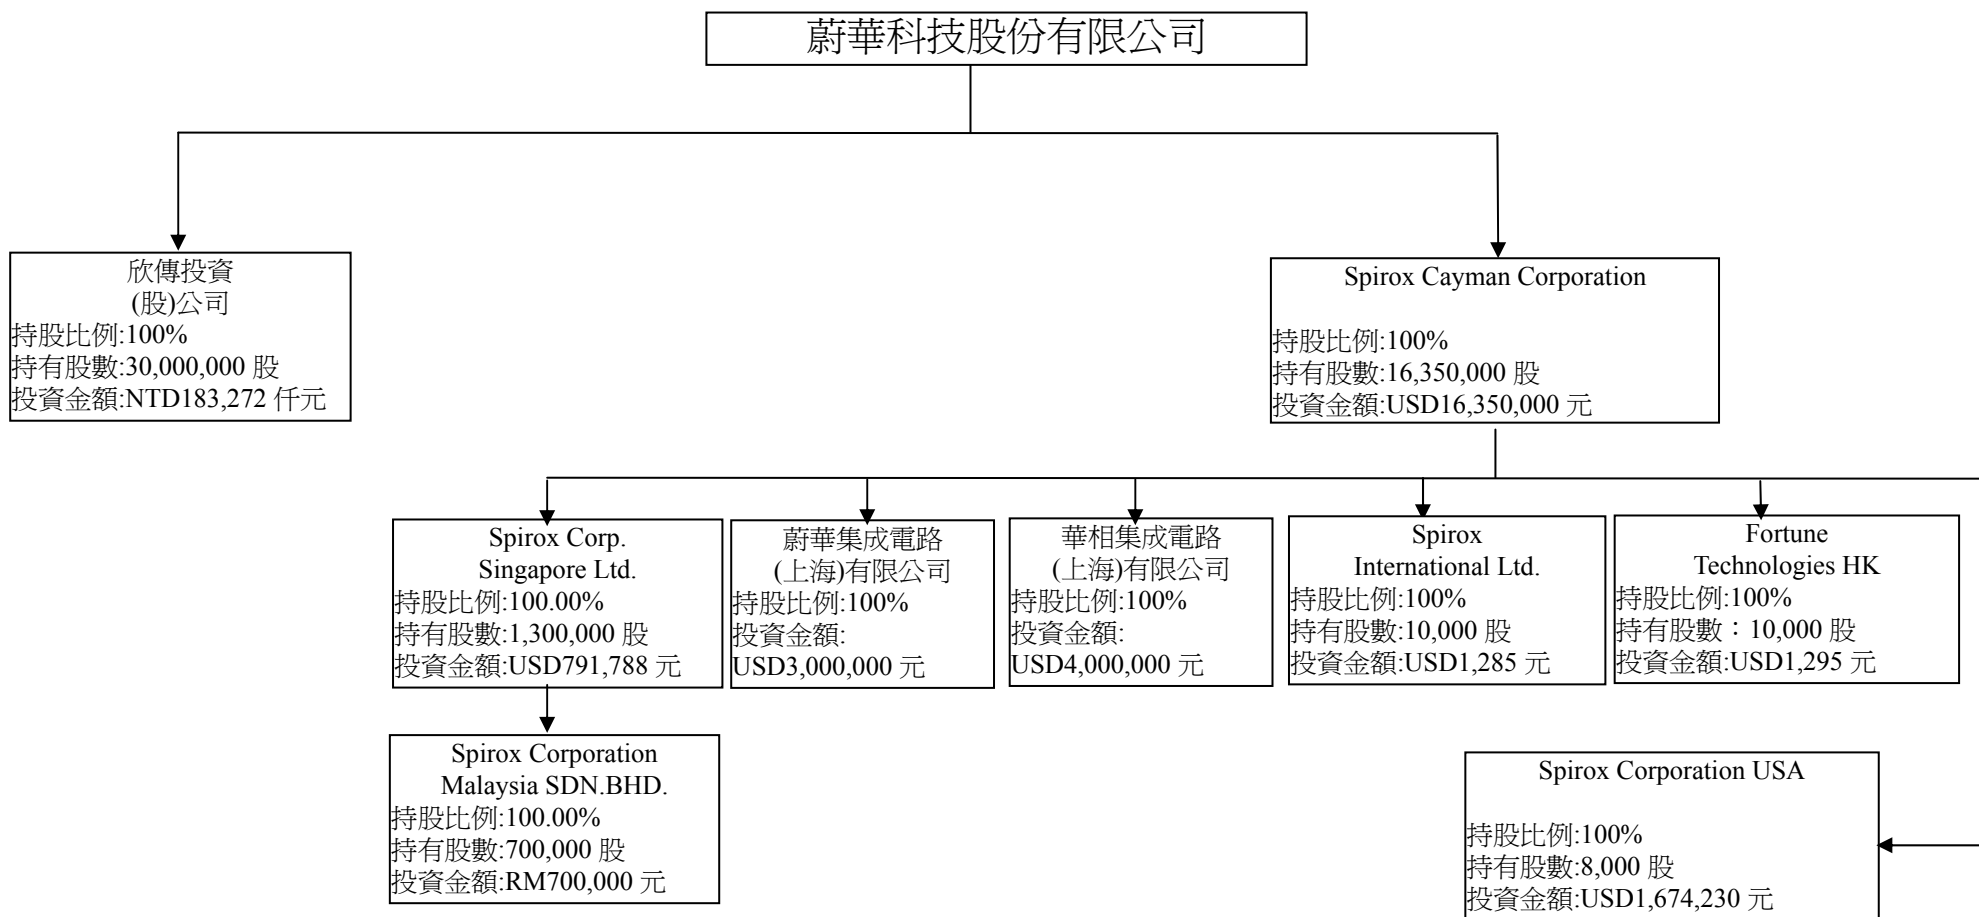 蔚華科技股份有限公司
欣傳投資
(股)公司
持股比例:100%
持有股數:30,000,000 股
投資金額:NTD183,272 仟元
Spirox Cayman Corporation
持股比例:100%
持有股數:16,350,000 股
投資金額:USD16,350,000 元
Spirox Corp.
Singapore Ltd.
持股比例:100.00%
持有股數:1,300,000 股
投資金額:USD791,788 元
蔚華集成電路
(上海)有限公司
持股比例:100%
投資金額:
USD3,000,000 元
華相集成電路
(上海)有限公司
持股比例:100%
投資金額:
USD4,000,000 元
Spirox
International Ltd.
持股比例:100%
持有股數:10,000 股
投資金額:USD1,285 元
Fortune
Technologies HK
持股比例:100%
持有股數：10,000 股
投資金額:USD1,295 元
Spirox Corporation
Malaysia SDN.BHD.
持股比例:100.00%
持有股數:700,000 股
投資金額:RM700,000 元
Spirox Corporation USA
持股比例:100%
持有股數:8,000 股
投資金額:USD1,674,230 元